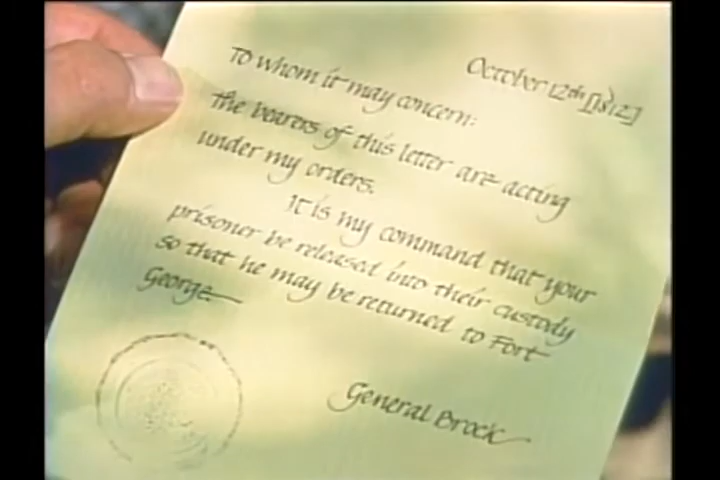 October 12th [1812]
To whom it may concern:
The bearers of this letter are acting
under my orders.
It is my command that your
prisoner be released into their custody
so that he may be returned to Fort
George.
General Brock